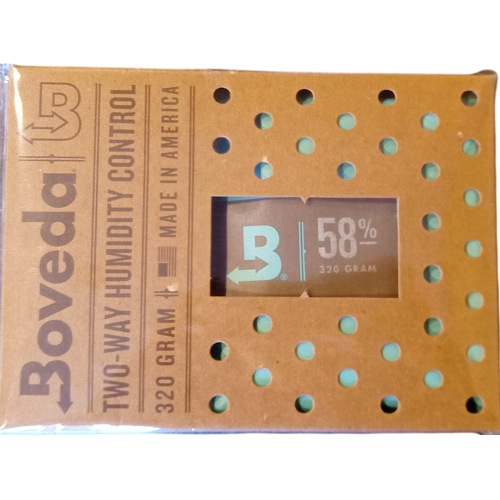 Boveda B
TWO-WAY HUMIDITY CONTROL
320 GRAM MADE IN AMERICA
B 58%
®
320 GRAM